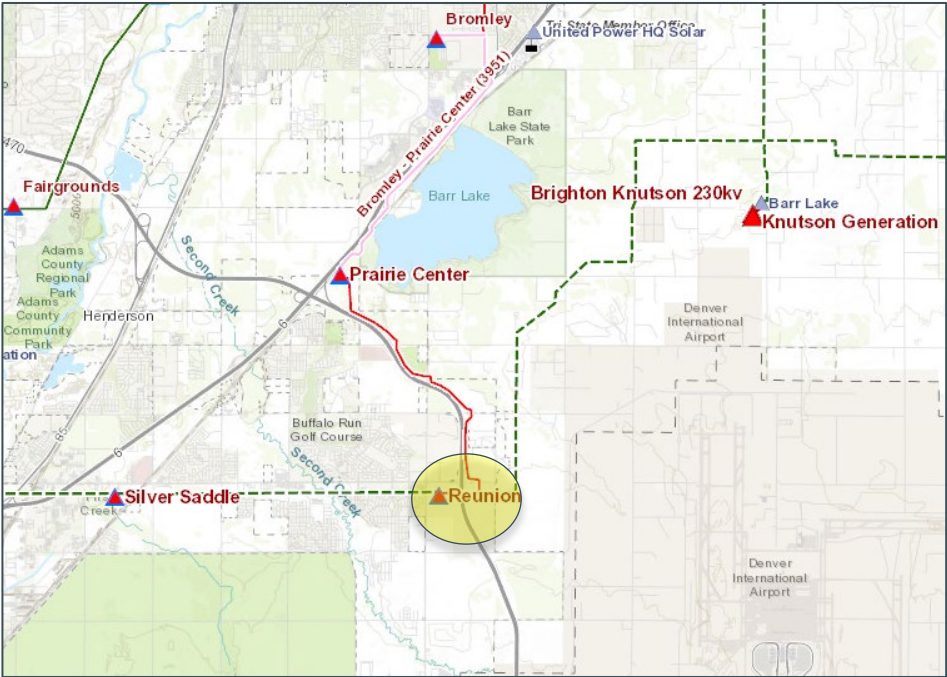 Bromley
Tri-State Member Office
United Power HQ Solar
Bromley - Prairie Center (3951)
Barr
Lake State
Park
470
Fairgrounds
Barr Lake
Brighton Knutson 230kv
Barr Lake
Knutson Generation
Second Creek
Adams
County
Regional
Park
Adams
County
Community
Park
Prairie Center
Henderson
6
Denver
International
Airport
ation
85
6
Buffalo Run
Golf Course
Second Creek
Silver Saddle
Creek
Reunion
Denver
International
Airport